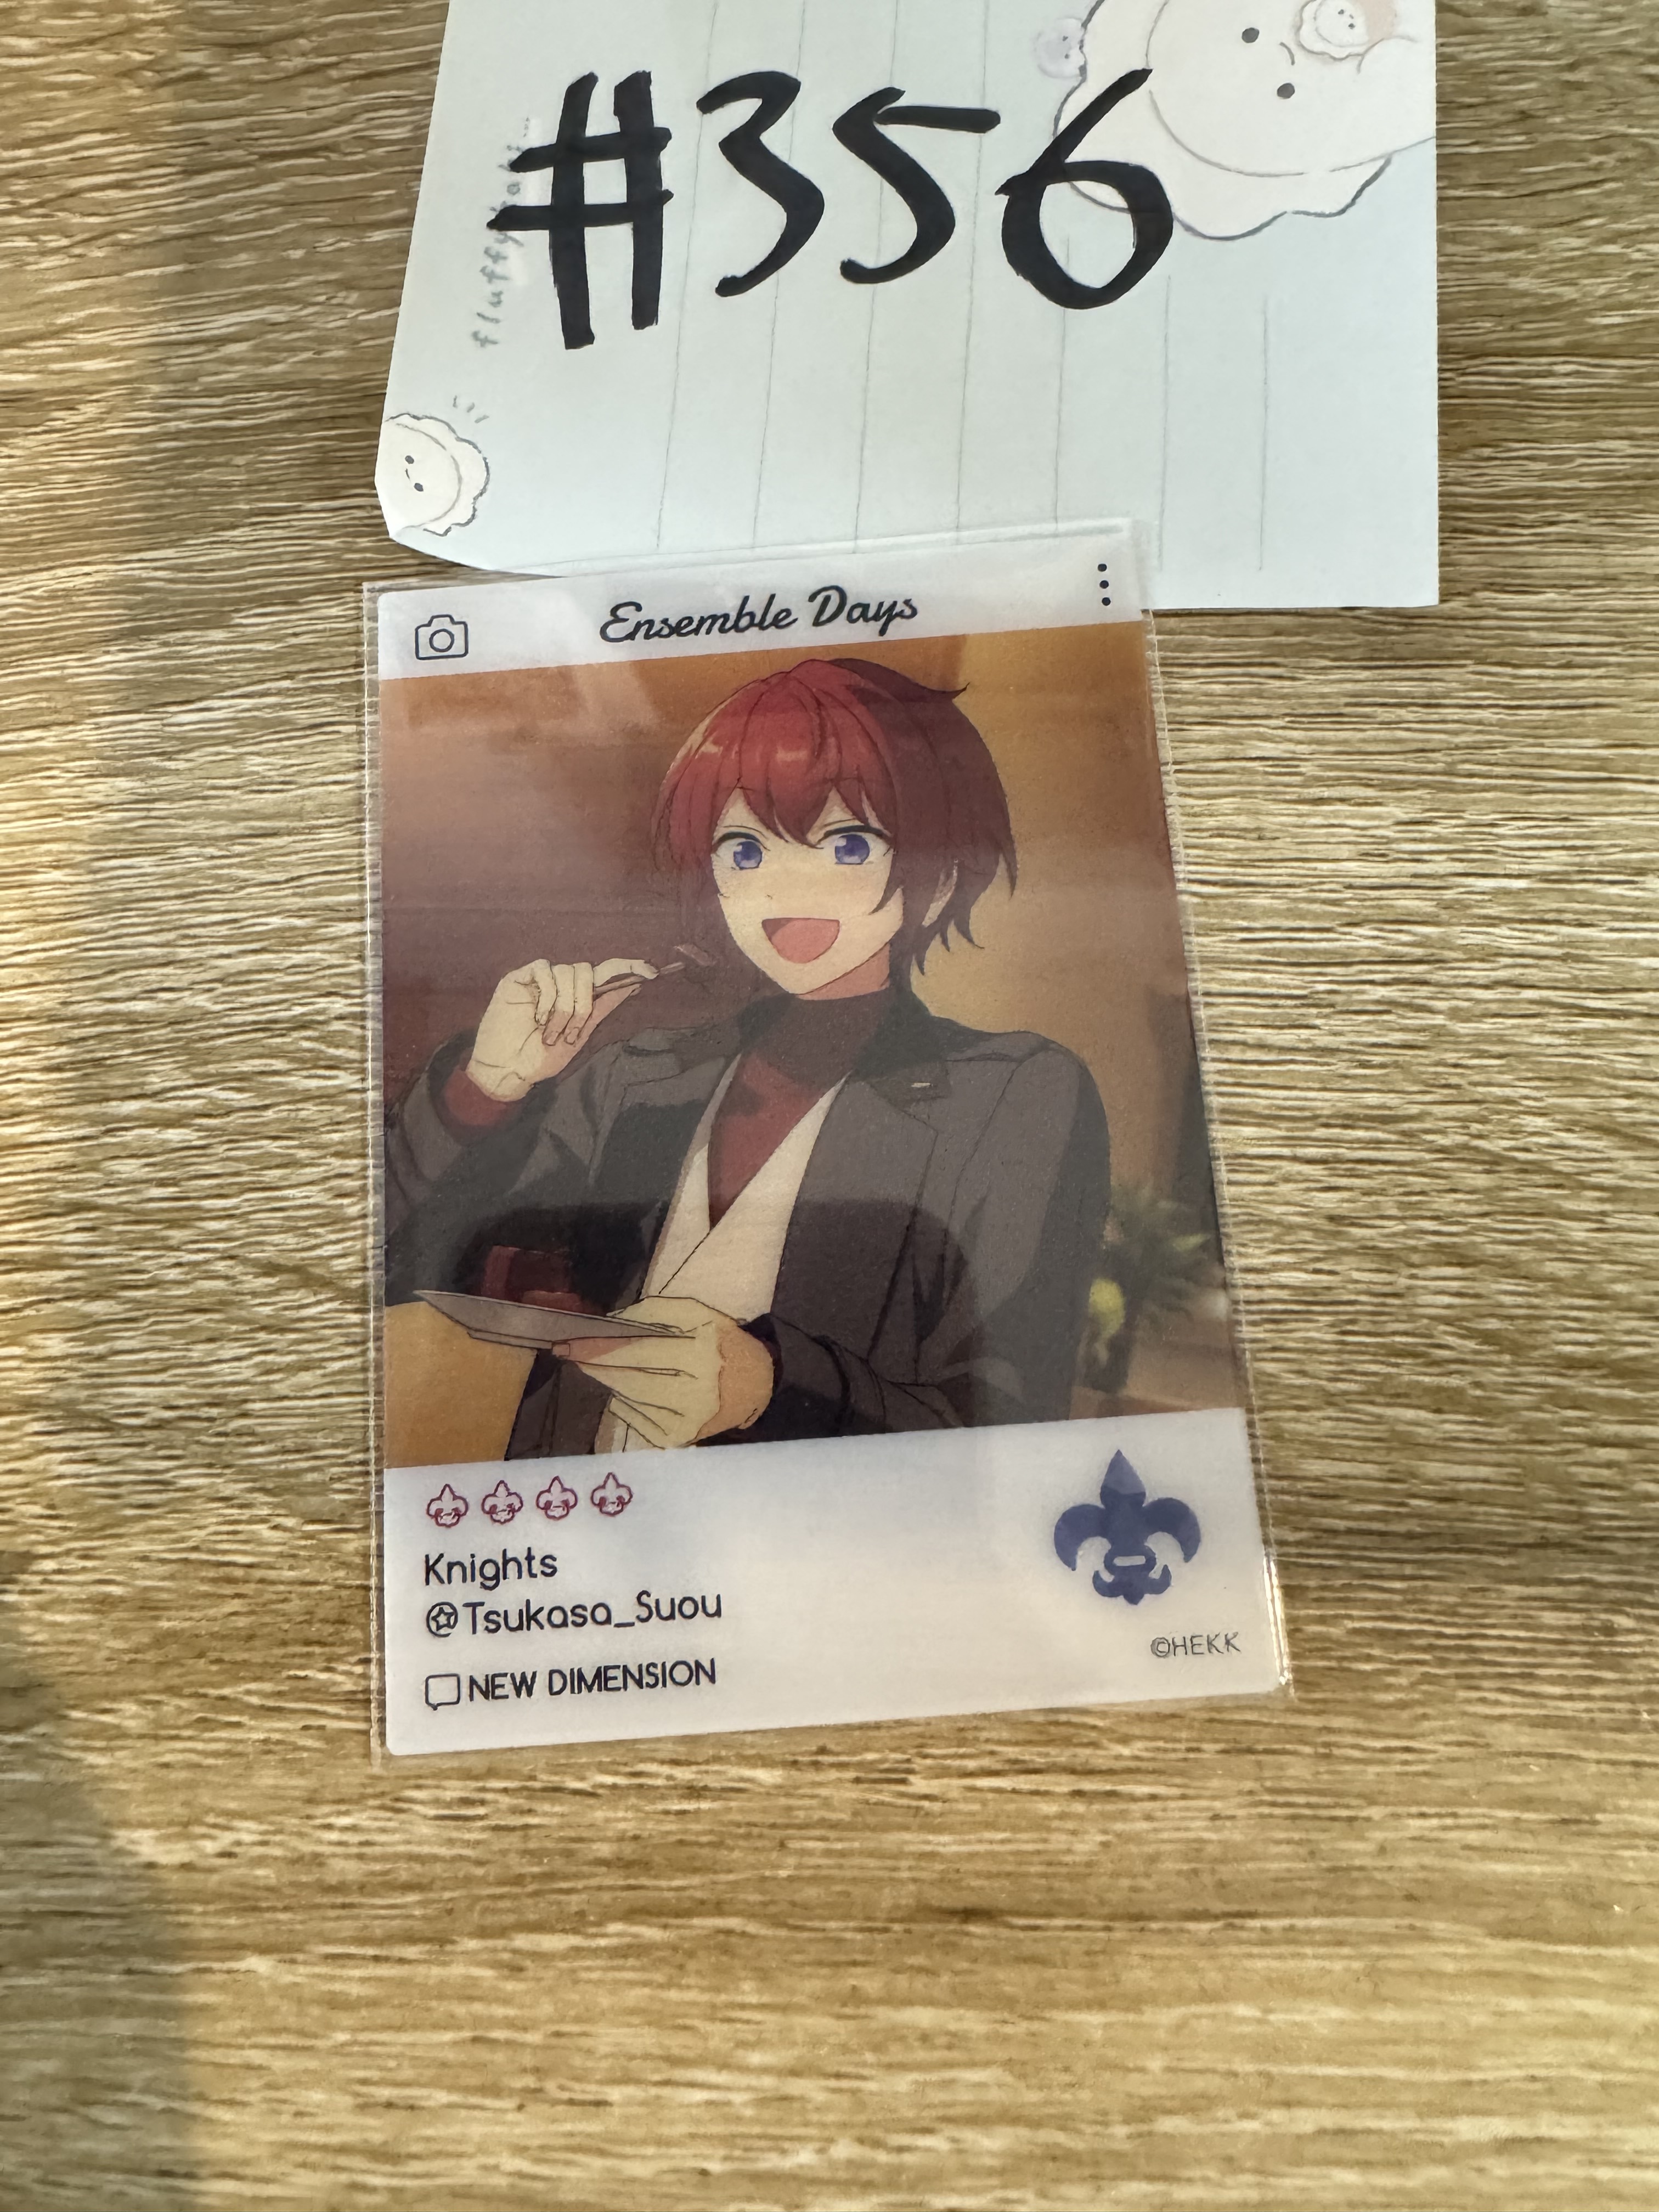 #356
fluffy
Ensemble Days
Knights
@Tsukasa_Suou
NEW DIMENSION
©HEKK